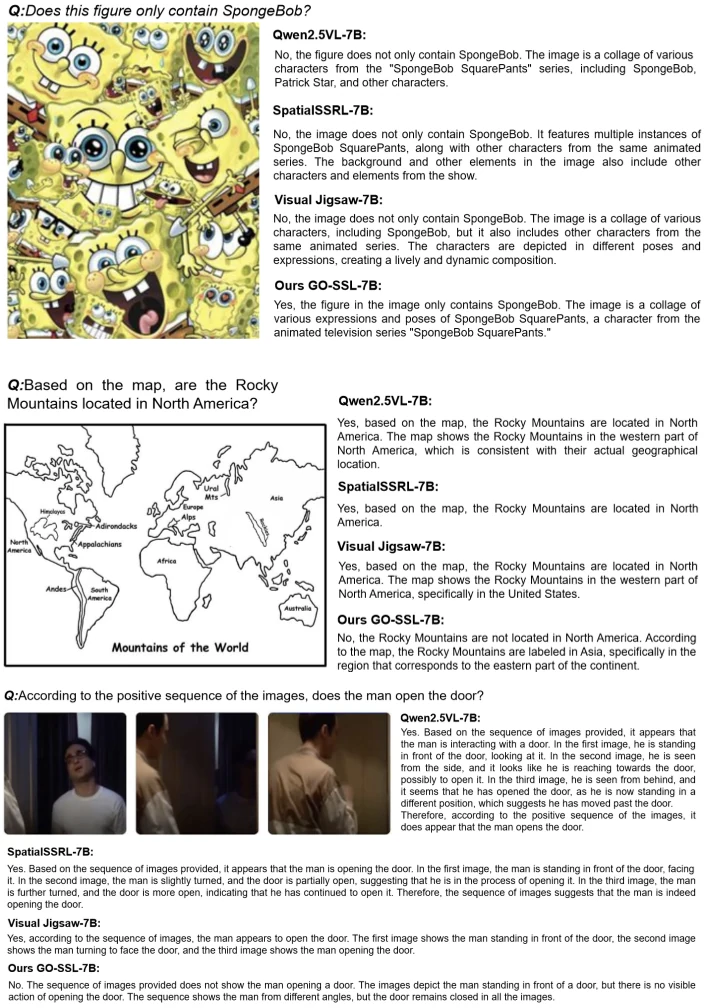 Q:Does this figure only contain SpongeBob?
Qwen2.5VL-7B:
No, the figure does not only contain SpongeBob. The image is a collage of various
characters from the "SpongeBob SquarePants" series, including SpongeBob,
Patrick Star, and other characters.
SpatialSSRL-7B:
No, the image does not only contain SpongeBob. It features multiple instances of
SpongeBob SquarePants, along with other characters from the same animated
series. The background and other elements in the image also include other
characters and elements from the show.
Visual Jigsaw-7B:
No, the image does not only contain SpongeBob. The image is a collage of various
characters, including SpongeBob, but it also includes other characters from the
same animated series. The characters are depicted in different poses and
expressions, creating a lively and dynamic composition.
Ours GO-SSL-7B:
Yes, the figure in the image only contains SpongeBob. The image is a collage of
various expressions and poses of SpongeBob SquarePants, a character from the
animated television series "SpongeBob SquarePants."
Q:Based on the map, are the Rocky
Mountains located in North America?
Ural
Mts
Asia
Europe
Alps
Himalayas
Adirondacks
North
America
Appalachians
Africa
Andes
South
America
Australia
Mountains of the World
Qwen2.5VL-7B:
Yes, based on the map, the Rocky Mountains are located in North
America. The map shows the Rocky Mountains in the western part of
North America, which is consistent with their actual geographical
location.
SpatialSSRL-7B:
Yes, based on the map, the Rocky Mountains are located in North
America.
Visual Jigsaw-7B:
Yes, based on the map, the Rocky Mountains are located in North
America. The map shows the Rocky Mountains in the western part of
North America, specifically in the United States.
Ours GO-SSL-7B:
No, the Rocky Mountains are not located in North America. According
to the map, the Rocky Mountains are labeled in Asia, specifically in the
region that corresponds to the eastern part of the continent.
Q:According to the positive sequence of the images, does the man open the door?
Qwen2.5VL-7B:
Yes. Based on the sequence of images provided, it appears that
the man is interacting with a door. In the first image, he is standing
in front of the door, looking at it. In the second image, he is seen
from the side, and it looks like he is reaching towards the door,
possibly to open it. In the third image, he is seen from behind, and
it seems that he has opened the door, as he is now standing in a
different position, which suggests he has moved past the door.
Therefore, according to the positive sequence of the images, it
does appear that the man opens the door.
SpatialSSRL-7B:
Yes. Based on the sequence of images provided, it appears that the man is opening the door. In the first image, the man is standing in front of the door, facing
it. In the second image, the man is slightly turned, and the door is partially open, suggesting that he is in the process of opening it. In the third image, the man
is further turned, and the door is more open, indicating that he has continued to open it. Therefore, the sequence of images suggests that the man is indeed
opening the door.
Visual Jigsaw-7B:
Yes, according to the sequence of images, the man appears to open the door. The first image shows the man standing in front of the door, the second image
shows the man turning to face the door, and the third image shows the man opening the door.
Ours GO-SSL-7B:
No. The sequence of images provided does not show the man opening a door. The images depict the man standing in front of a door, but there is no visible
action of opening the door. The sequence shows the man from different angles, but the door remains closed in all the images.